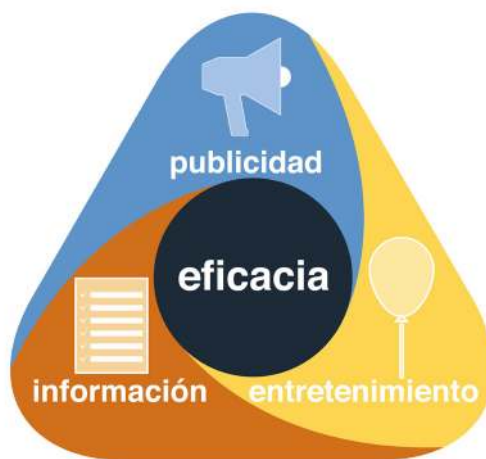 publicidad
eficacia
información
entretenimiento